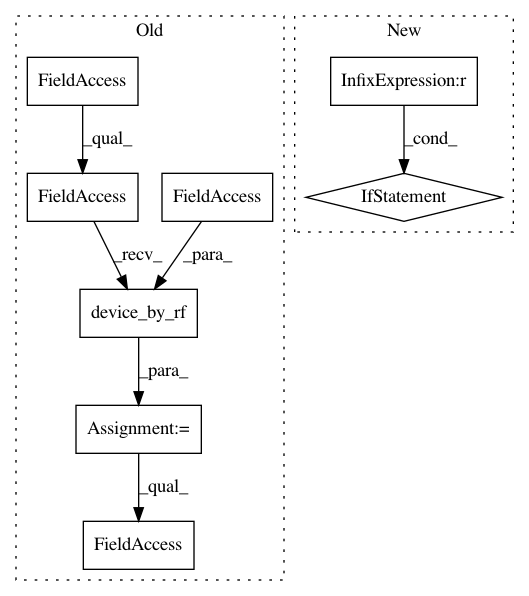 Old
New
FieldAccess
InfixExpression:r
_qual_
_cond_
FieldAccess
FieldAccess
IfStatement
_recv_
_para_
device_by_rf
_para_
Assignment:=
_qual_
FieldAccess